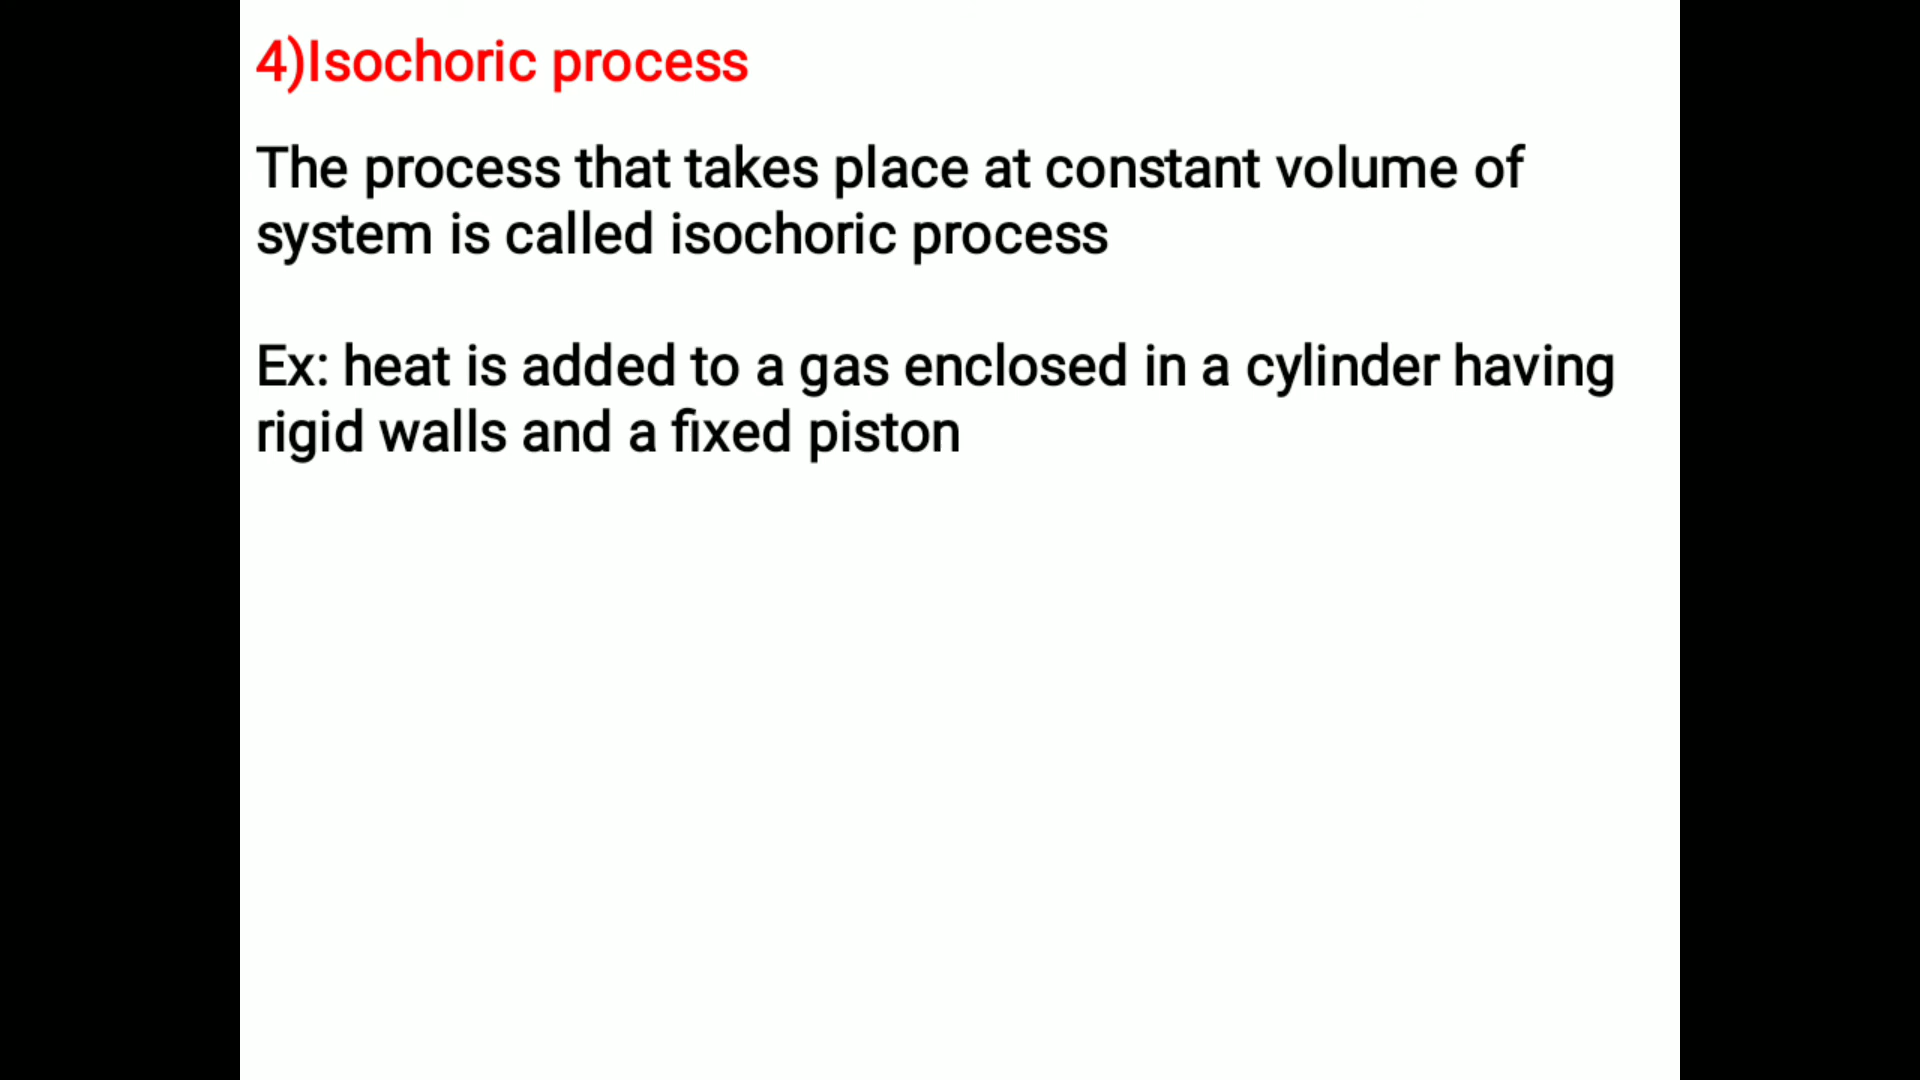 4)Isochoric process
The process that takes place at constant volume of
system is called isochoric process
Ex: heat is added to a gas enclosed in a cylinder having
rigid walls and a fixed piston